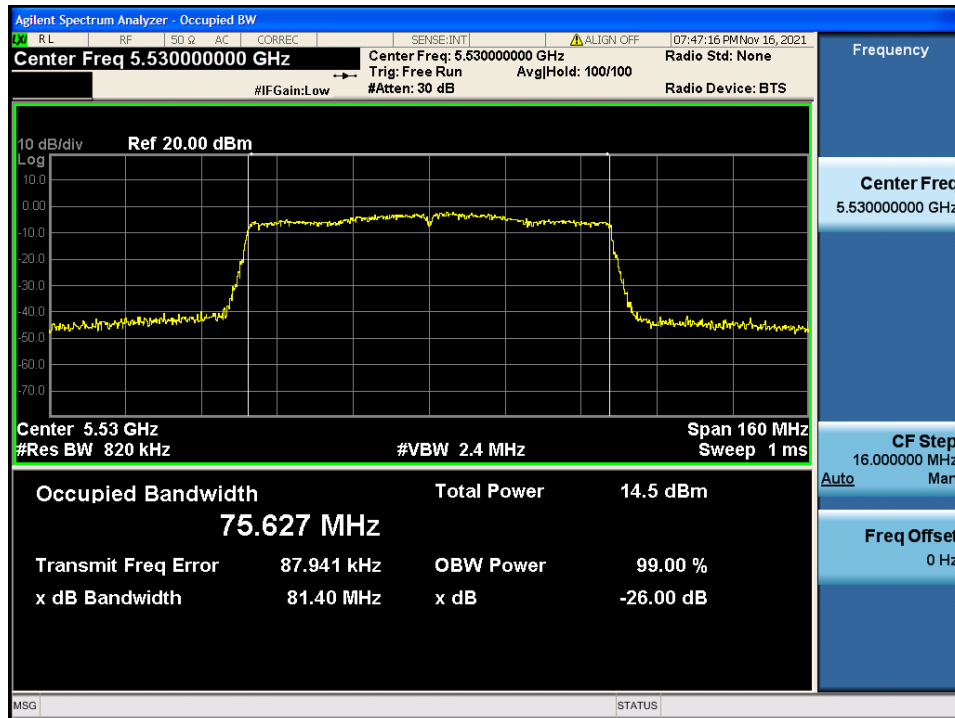 Agilent Spectrum Analyzer - Occupied BW
LXI RL RF 50 Ω AC CORREC SENSE:INT ALIGN OFF 07:47:16 PM Nov 16, 2021
Center Freq 5.530000000 GHz
Center Freq: 5.530000000 GHz
Radio Std: None
Trig: Free Run Avg|Hold: 100/100
#IFGain:Low
#Atten: 30 dB
Radio Device: BTS
10 dB/div Ref 20.00 dBm
Log
10.0
0.00
-10.0
-20.0
-30.0
-40.0
-50.0
-60.0
-70.0
Center 5.53 GHz Span 160 MHz
#Res BW 820 kHz #VBW 2.4 MHz Sweep 1 ms
Occupied Bandwidth Total Power 14.5 dBm
75.627 MHz
Transmit Freq Error 87.941 kHz OBW Power 99.00 %
x dB Bandwidth 81.40 MHz x dB -26.00 dB
MSG STATUS
Frequency
Center Freq
5.530000000 GHz
CF Step
16.000000 MHz
Auto Man
Freq Offset
0 Hz